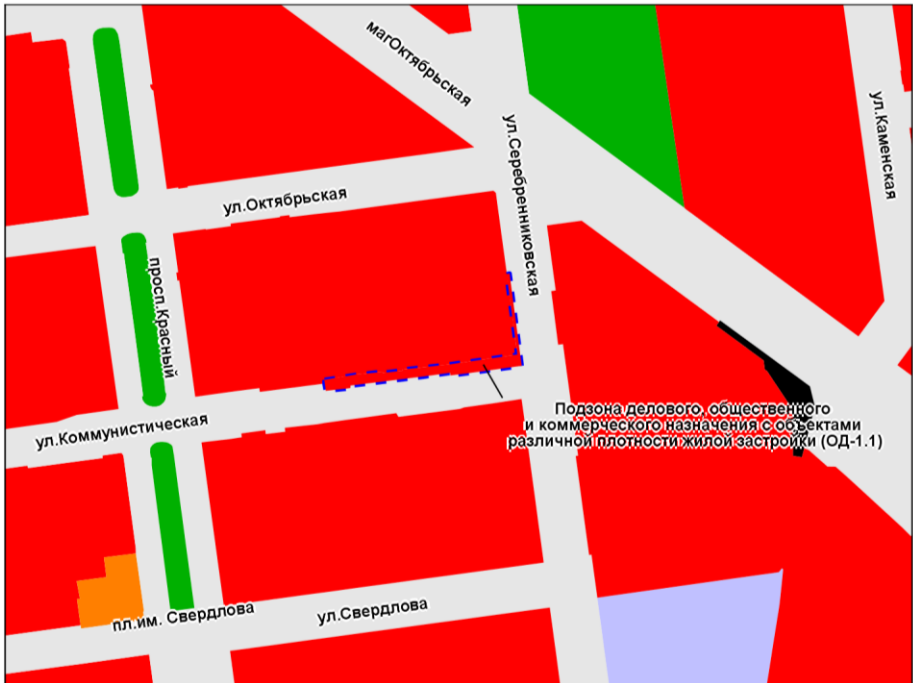 магОктябрьская
ул.Каменская
ул.Серебренниковская
ул.Октябрьская
просп.Красный
Подзона делового, общественного
и коммерческого назначения с объектами
различной плотности жилой застройки (ОД-1.1)
ул.Коммунистическая
пл.им. Свердлова
ул.Свердлова